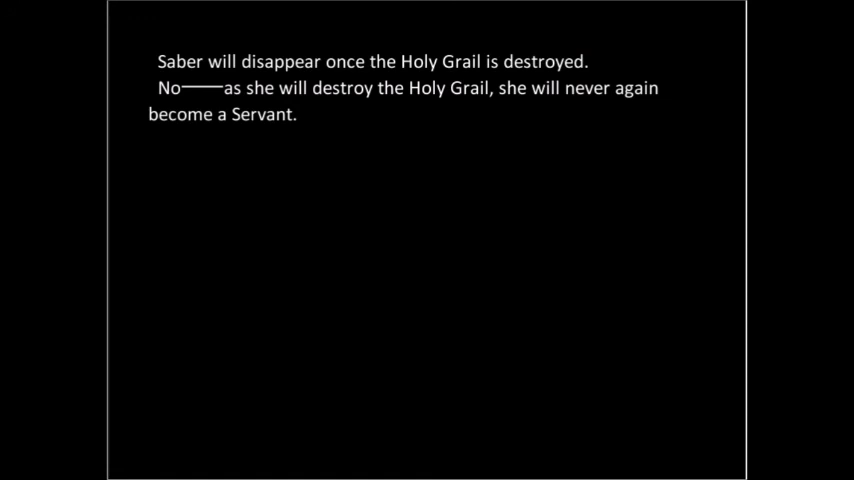 Saber will disappear once the Holy Grail is destroyed.
No――as she will destroy the Holy Grail, she will never again
become a Servant.